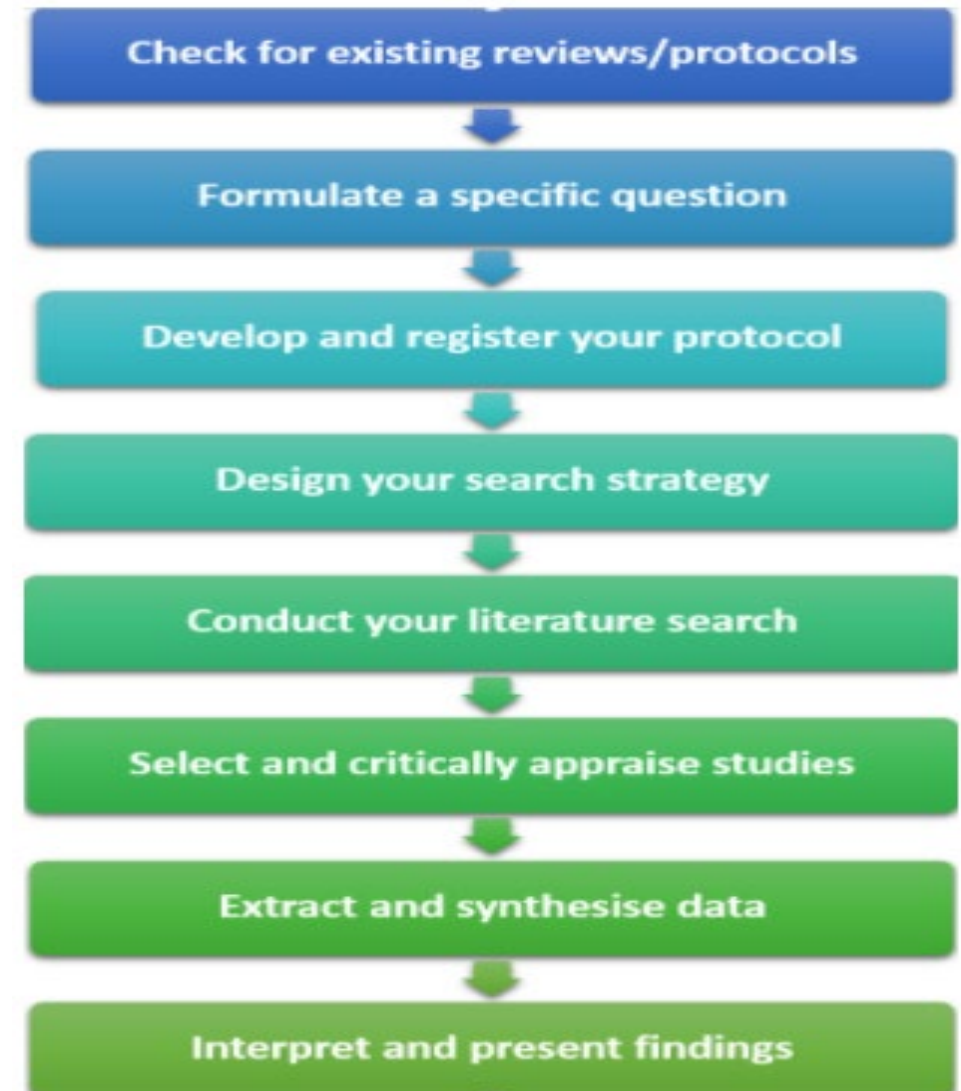 Check for existing reviews/protocols
Formulate a specific question
Develop and register your protocol
Design your search strategy
Conduct your literature search
Select and critically appraise studies
Extract and synthesise data
Interpret and present findings